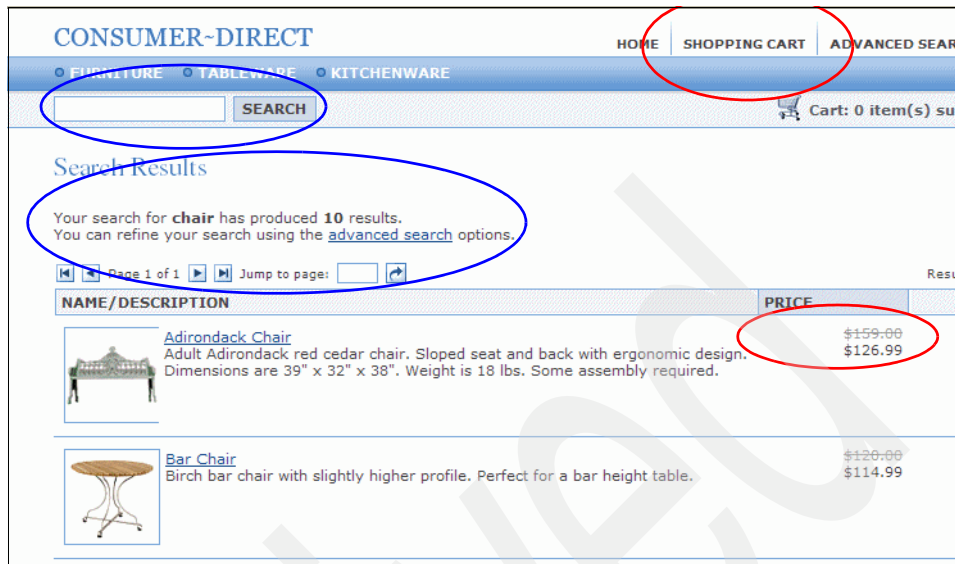 CONSUMER~DIRECT
HOME SHOPPING CART ADVANCED SEAR
FURNITURE TABLEWARE KITCHENWARE
SEARCH
Cart: 0 item(s) su
Search Results
Your search for chair has produced 10 results.
You can refine your search using the advanced search options.
Page 1 of 1 Jump to page:
Resu
NAME/DESCRIPTION PRICE
Adirondack Chair $159.00
Adult Adirondack red cedar chair. Sloped seat and back with ergonomic design. $126.99
Dimensions are 39" x 32" x 38". Weight is 18 lbs. Some assembly required.
Bar Chair $120.00
Birch bar chair with slightly higher profile. Perfect for a bar height table. $114.99